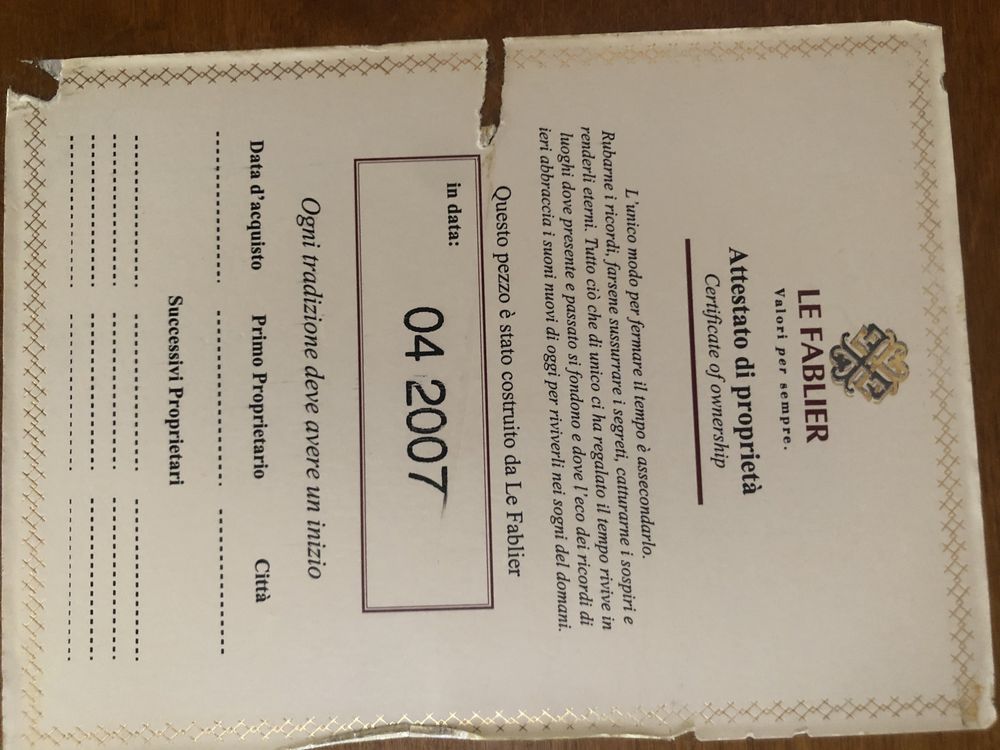 LE FABLIER
Valori per sempre.
Attestato di proprietà
Certificate of ownership
L'unico modo per fermare il tempo è assecondarlo.
Rubarne i ricordi, farsene sussurrare i segreti, catturarne i sospiri e
renderli eterni. Tutto ciò che di unico ci ha regalato il tempo rivive in
luoghi dove presente e passato si fondono e dove l'eco dei ricordi di
ieri abbraccia i suoni nuovi di oggi per riviverli nei sogni del domani.
Questo pezzo è stato costruito da Le Fablier
in data:
04 2007
Ogni tradizione deve avere un inizio
Data d'acquisto Primo Proprietario Città
Successivi Proprietari